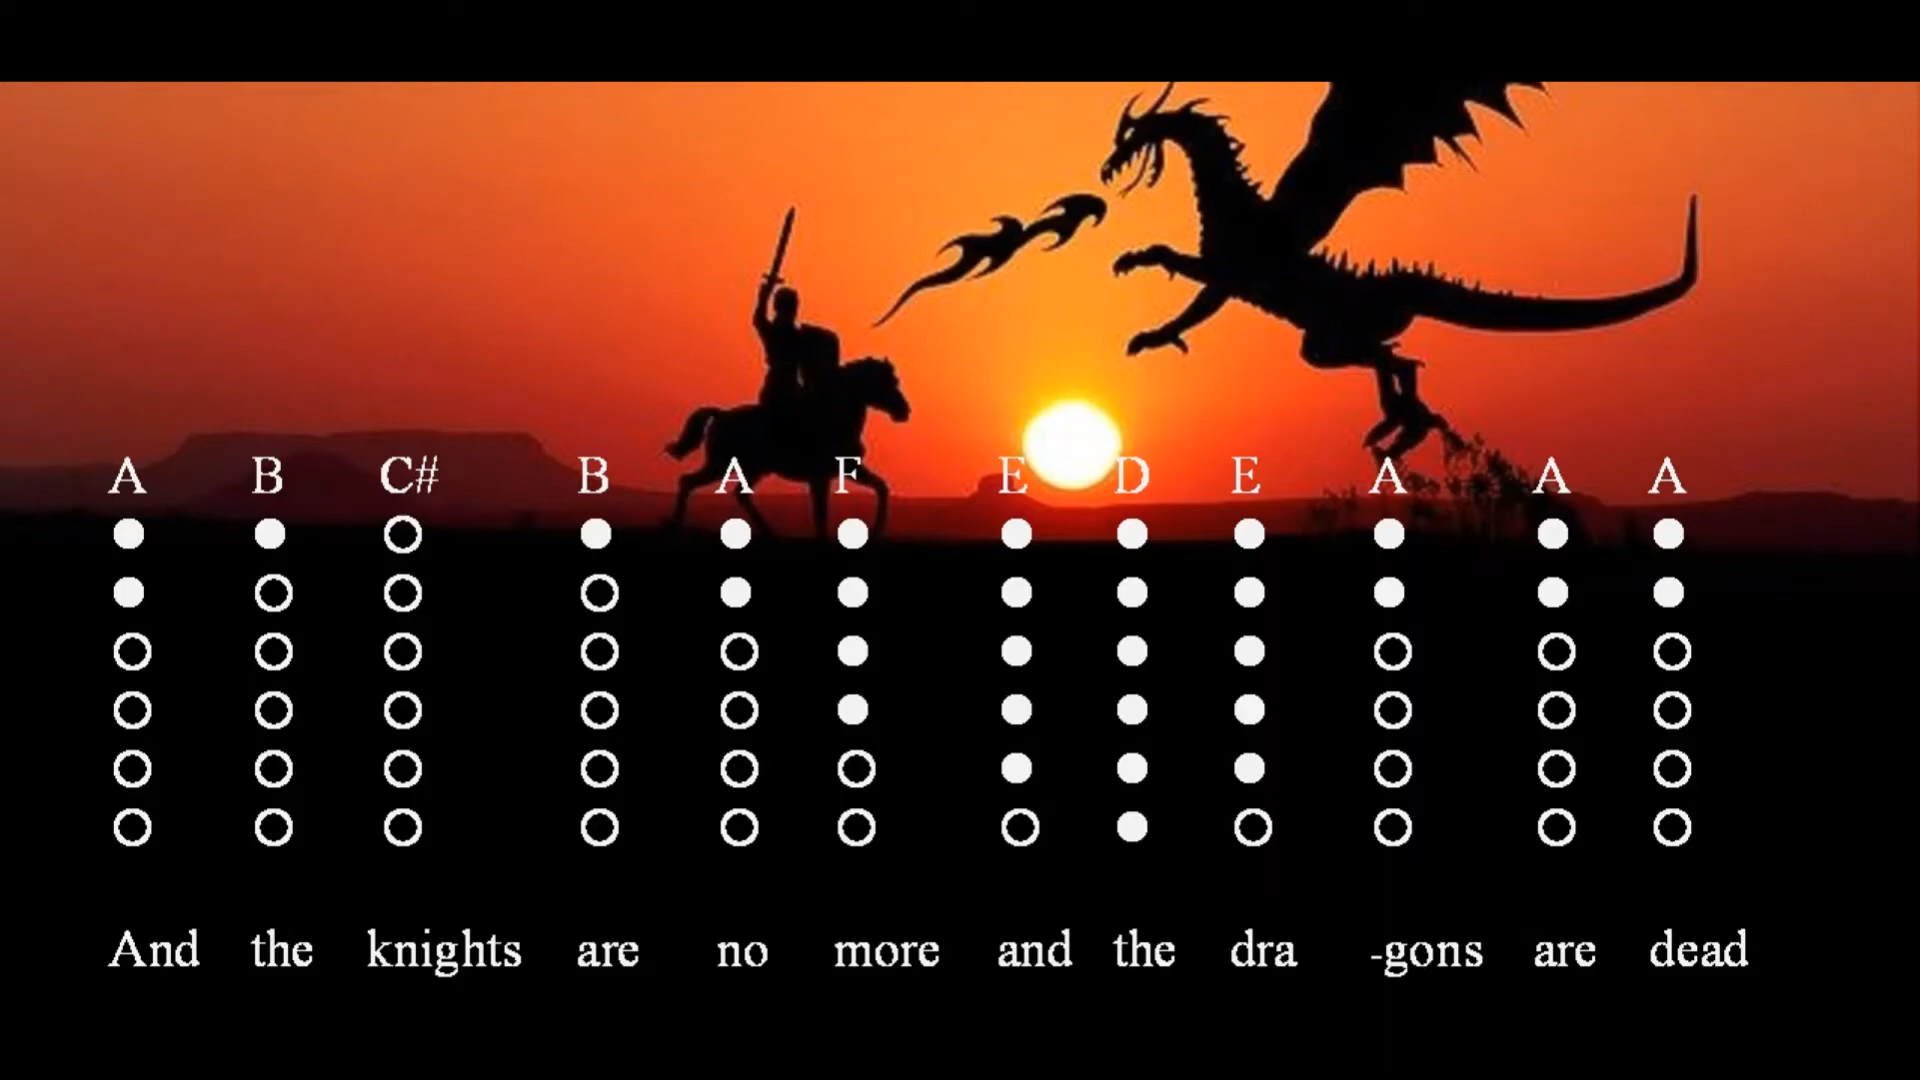 A B C# B A F E D E A A A
And the knights are no more and the dra -gons are dead